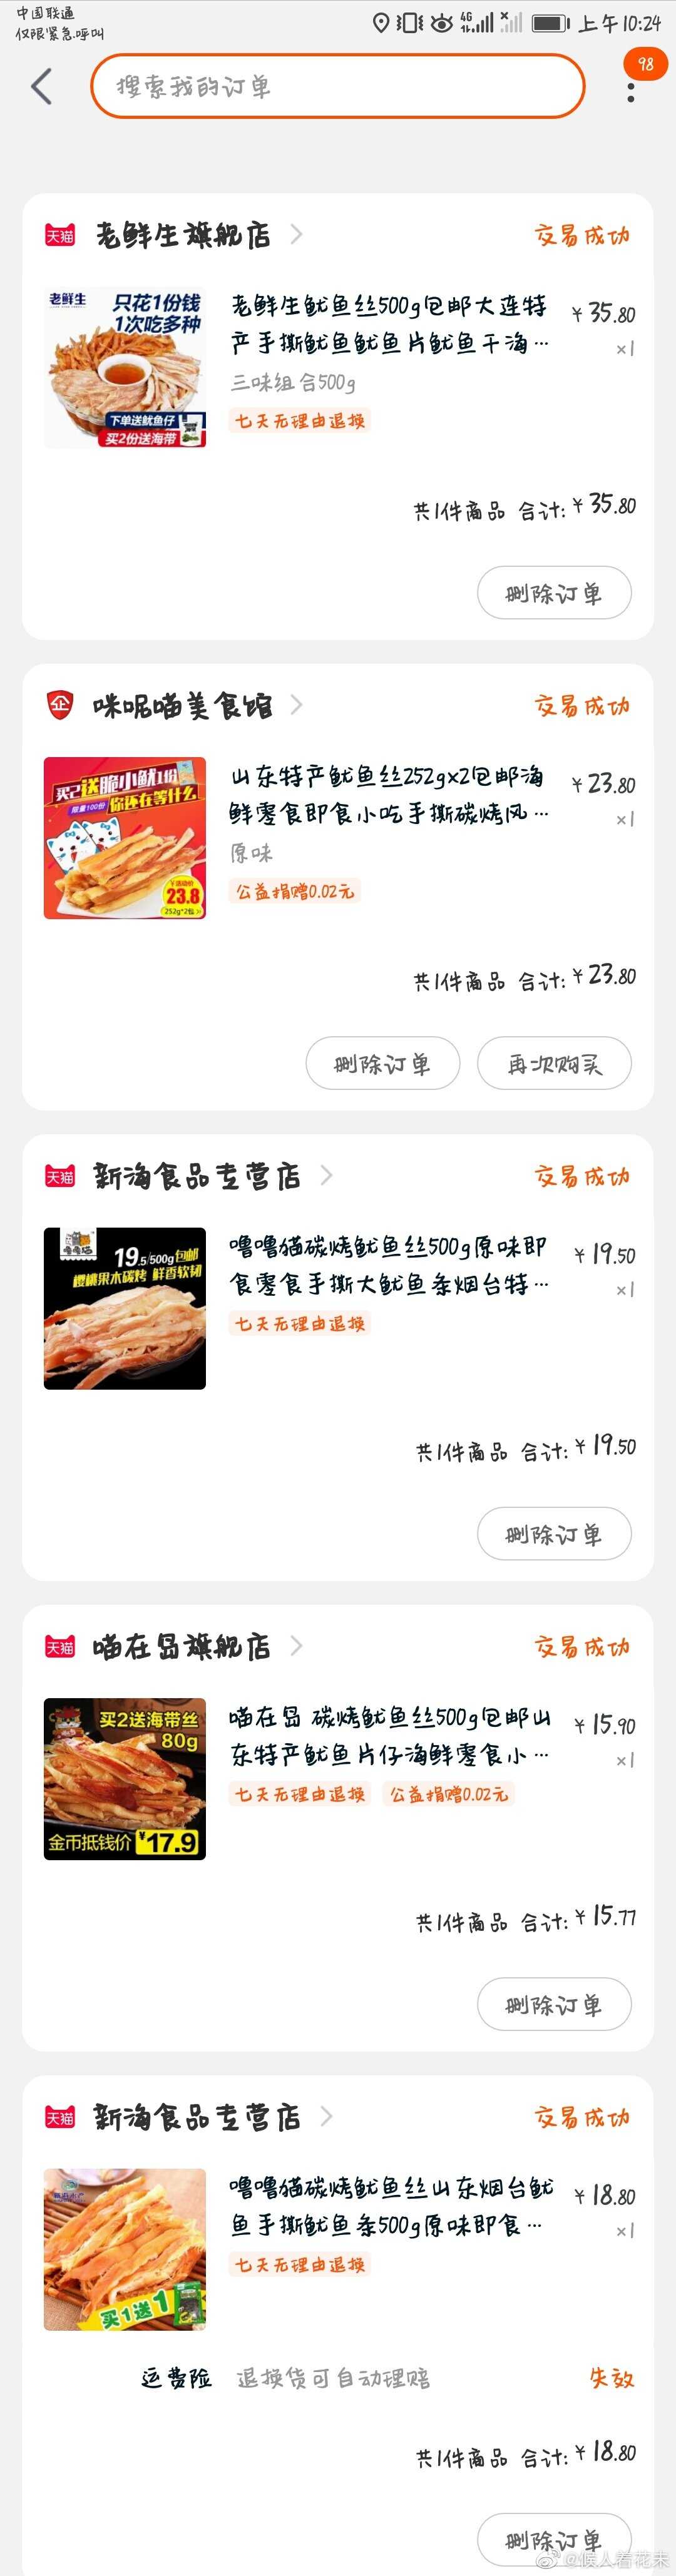 中国联通
仅限紧急呼叫
4G
上午10:24
搜索我的订单
98
天猫 老鲜生旗舰店
交易成功
老鲜生
只花1份钱
1次吃多种
下单送鱿鱼仔
买2份送海带
老鲜生鱿鱼丝500g包邮大连特
产手撕鱿鱼鱿鱼片鱿鱼干海…
三味组合500g
七天无理由退换
¥35.80
×1
共1件商品 合计:¥35.80
删除订单
企 咪呢喵美食馆
交易成功
买2送脆小鱿1份
限量100份 你还在等什么
¥活动价
23.8
252g*2包
山东特产鱿鱼丝252gx2包邮海
鲜零食即食小吃手撕碳烤风…
原味
公益捐赠0.02元
¥23.80
×1
共1件商品 合计:¥23.80
删除订单
再次购买
天猫 新海食品专营店
交易成功
19.5/500g包邮
樱桃果木碳烤 鲜香软韧
噜噜猫碳烤鱿鱼丝500g原味即
食零食手撕大鱿鱼条烟台特…
七天无理由退换
¥19.50
×1
共1件商品 合计:¥19.50
删除订单
天猫 喵在岛旗舰店
交易成功
买2送海带丝
80g
金币抵钱价 ¥17.9
喵在岛 碳烤鱿鱼丝500g包邮山
东特产鱿鱼片仔海鲜零食小…
七天无理由退换 公益捐赠0.02元
¥15.90
×1
共1件商品 合计:¥15.77
删除订单
天猫 新海食品专营店
交易成功
买1送1
噜噜猫碳烤鱿鱼丝山东烟台鱿
鱼手撕鱿鱼条500g原味即食…
七天无理由退换
¥18.80
×1
运费险 退换货可自动理赔
失效
共1件商品 合计:¥18.80
删除订单
@候人看花未